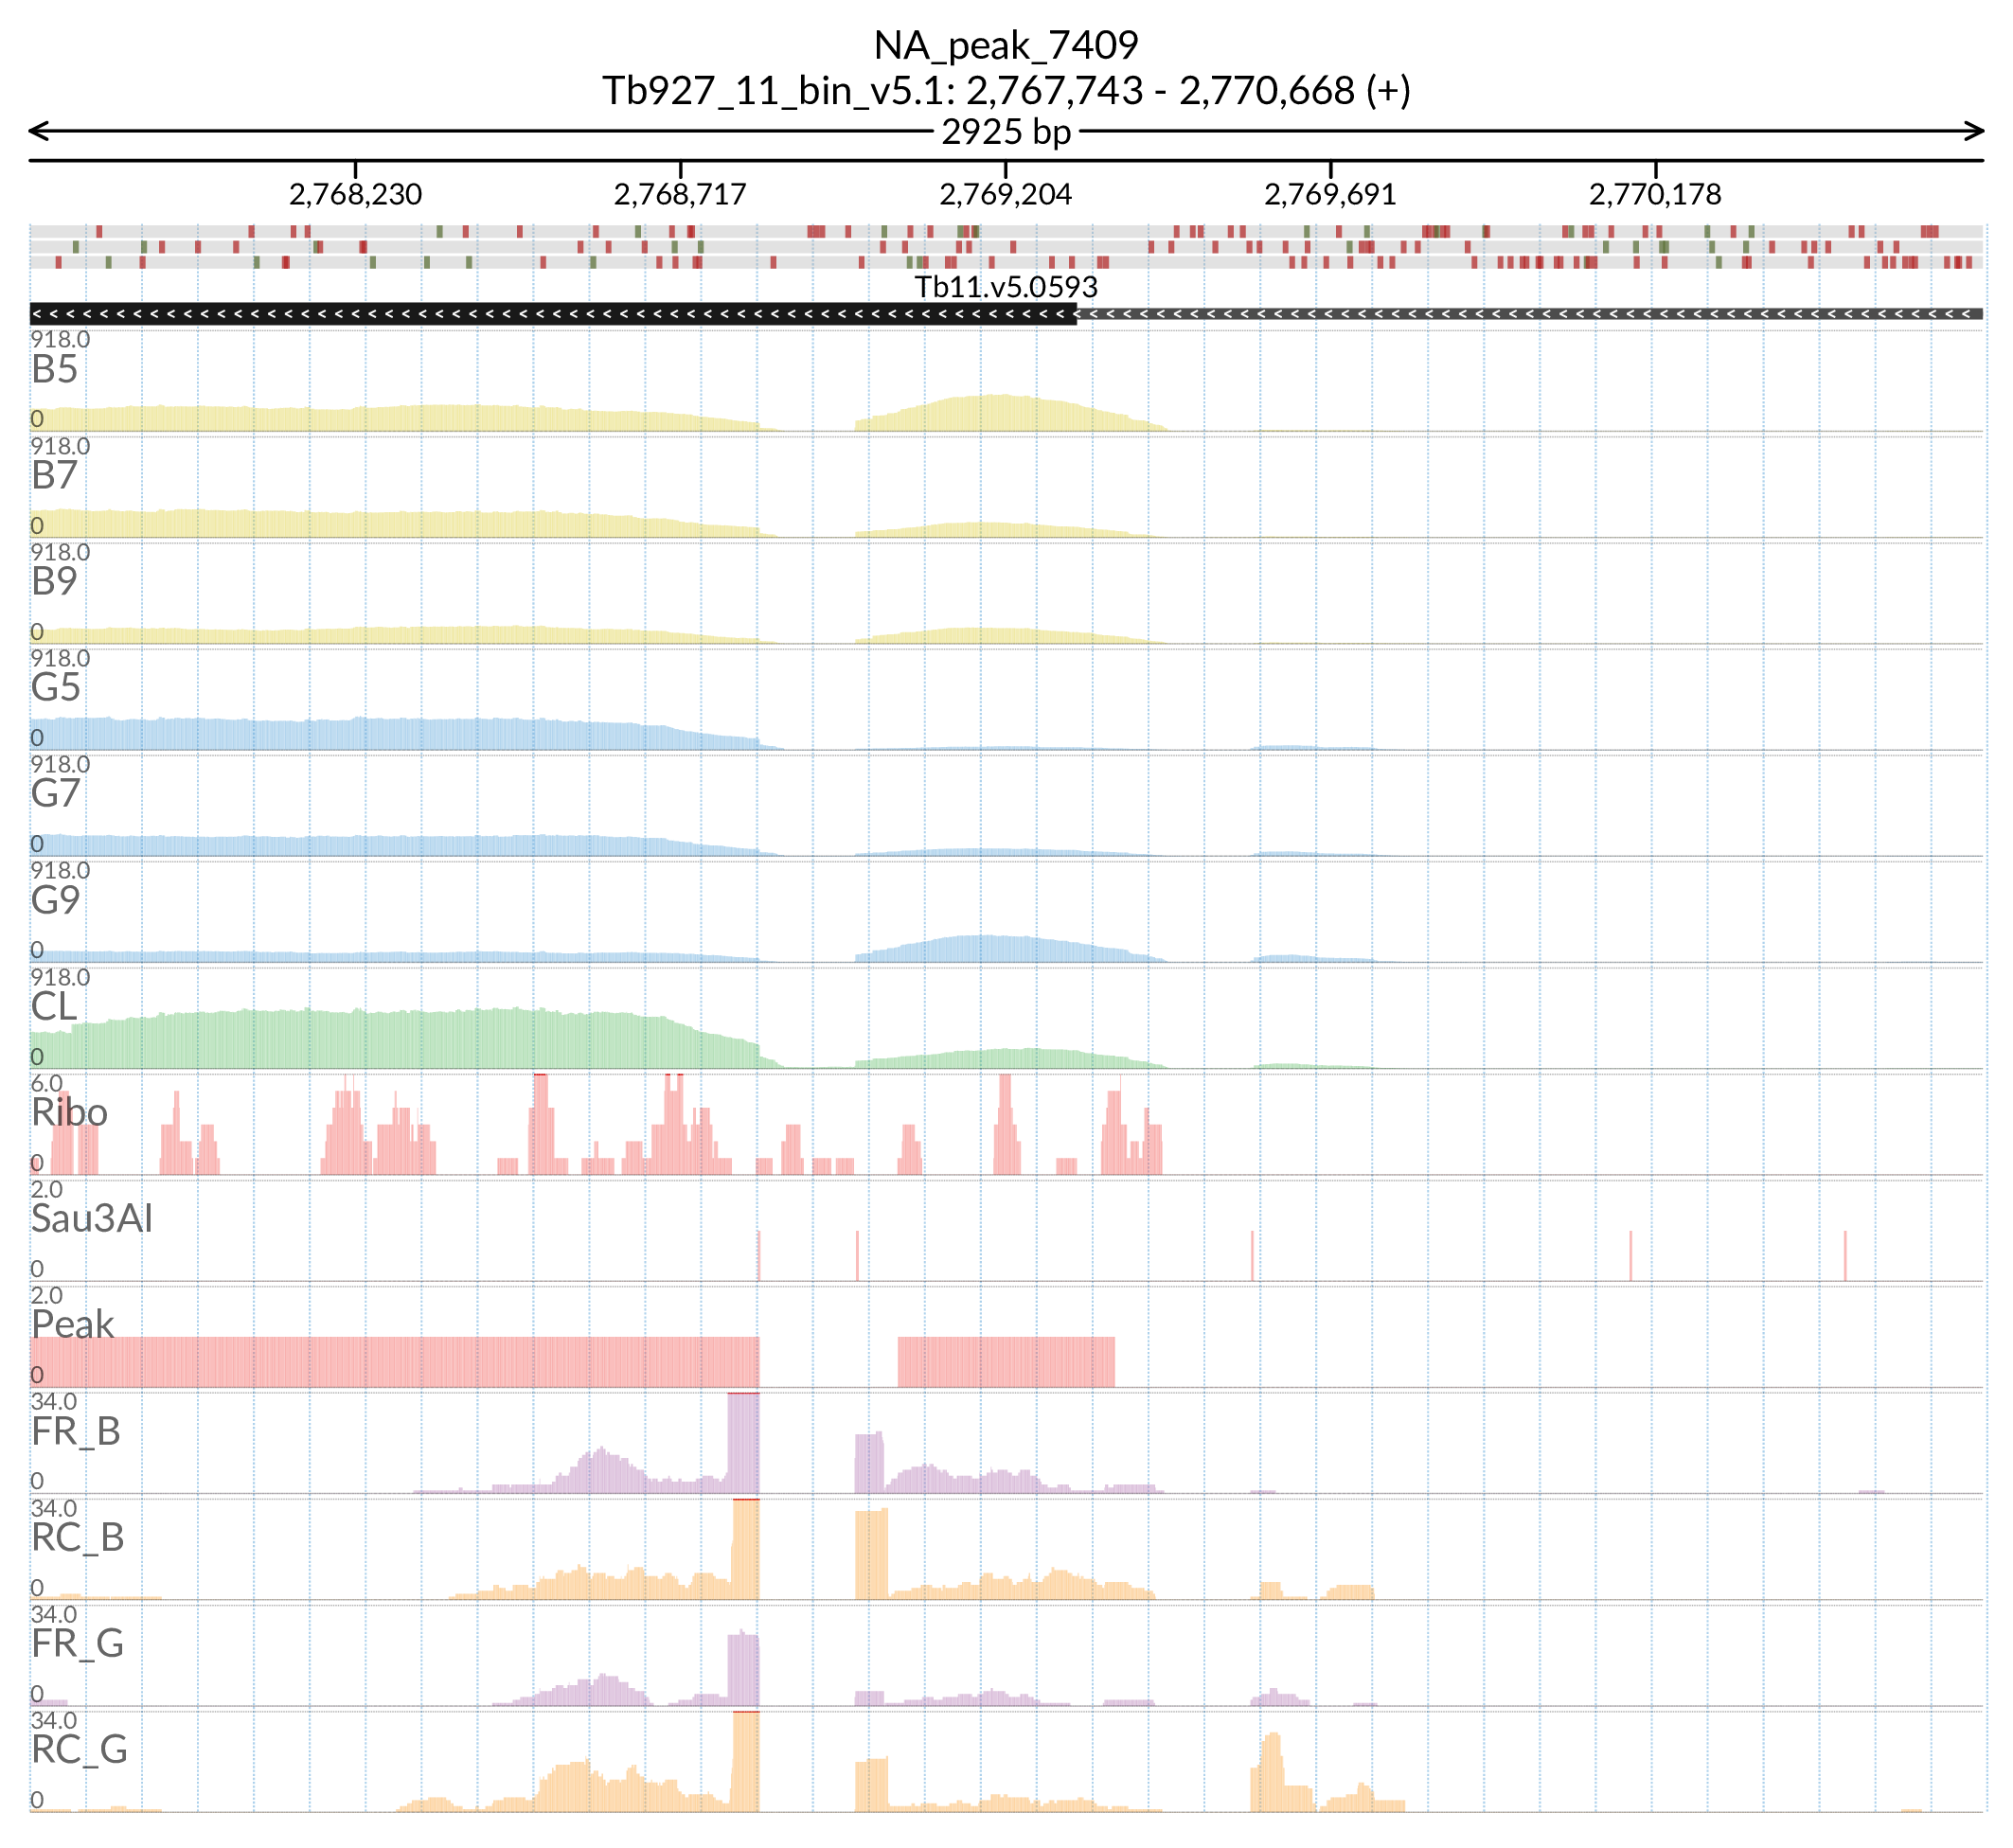 NA_peak_7409
Tb927_11_bin_v5.1: 2,767,743 - 2,770,668 (+)
2925 bp
2,768,230 2,768,717 2,769,204 2,769,691 2,770,178
Tb11.v5.0593
918.0
B5
0
918.0
B7
0
918.0
B9
0
918.0
G5
0
918.0
G7
0
918.0
G9
0
918.0
CL
0
6.0
Ribo
0
2.0
Sau3AI
0
2.0
Peak
0
34.0
FR_B
0
34.0
RC_B
0
34.0
FR_G
0
34.0
RC_G
0